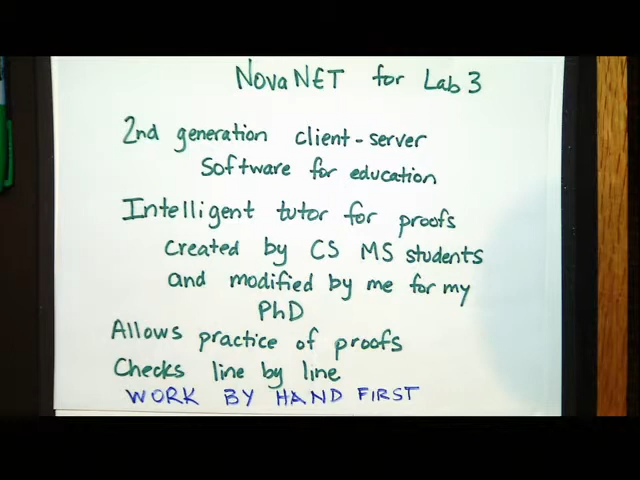 NovaNET for Lab 3
2nd generation client-server
Software for education
Intelligent tutor for proofs
created by CS MS students
and modified by me for my
PhD
Allows practice of proofs
Checks line by line
WORK BY HAND FIRST